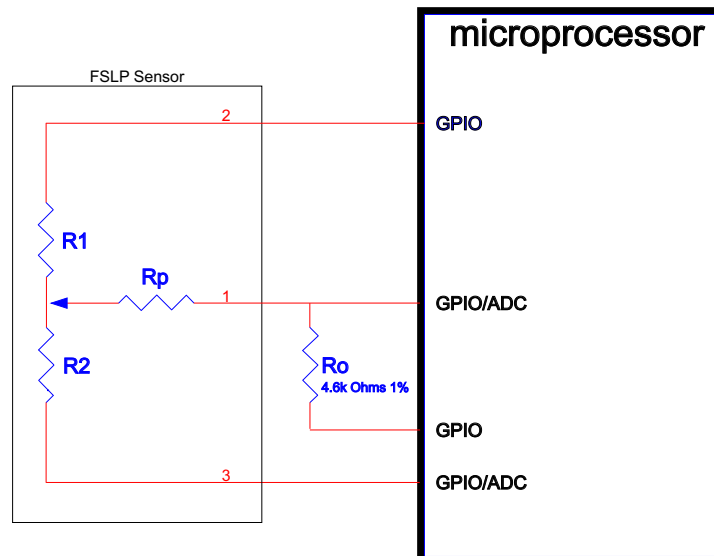 microprocessor
FSLP Sensor
2
GPIO
R1
Rp
1
GPIO/ADC
R2
Ro
4.6k Ohms 1%
GPIO
3
GPIO/ADC